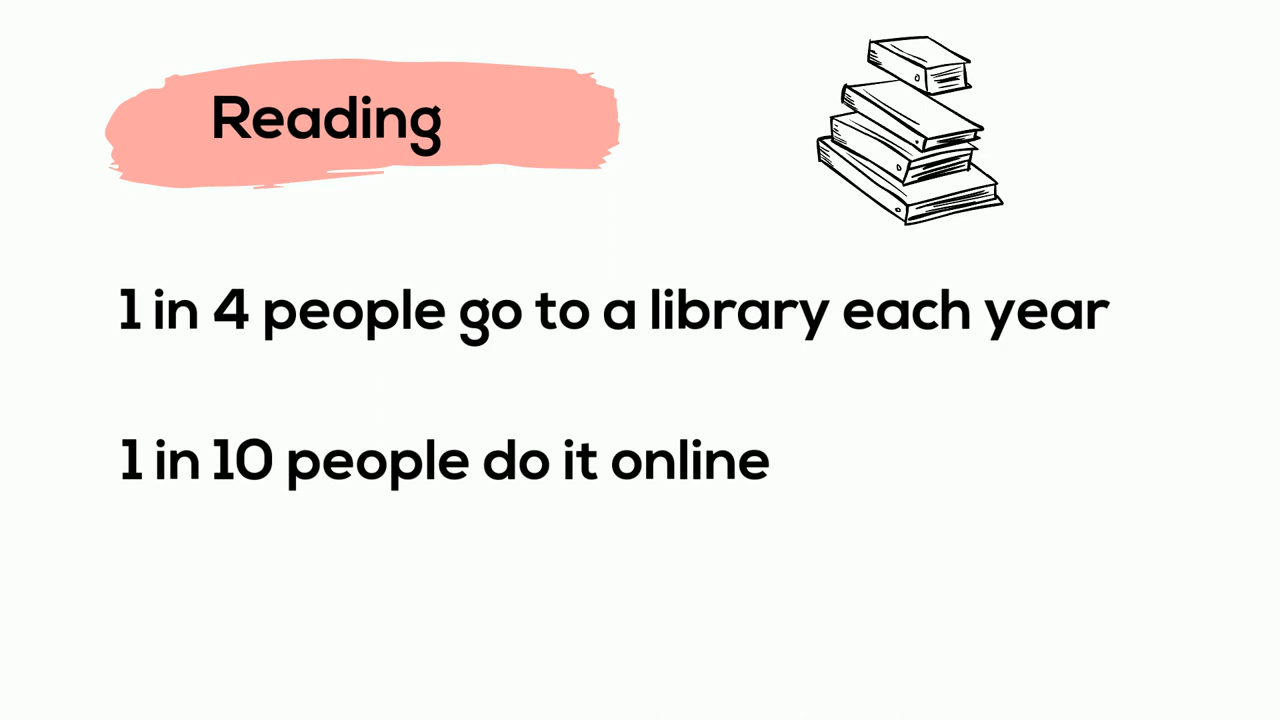 Reading
1 in 4 people go to a library each year
1 in 10 people do it online